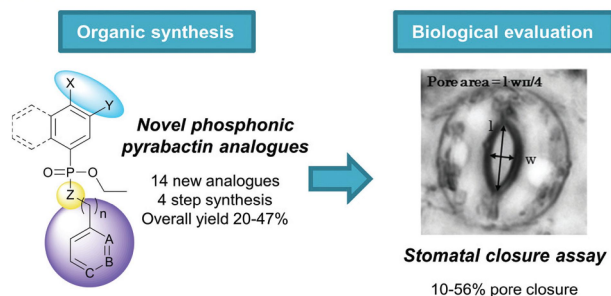 Organic synthesis
Biological evaluation
X
Y
O=P-O
Z
n
A
B
C
Novel phosphonic
pyrabactin analogues
14 new analogues
4 step synthesis
Overall yield 20-47%
Pore area=lwπ/4
l
w
Stomatal closure assay
10-56% pore closure